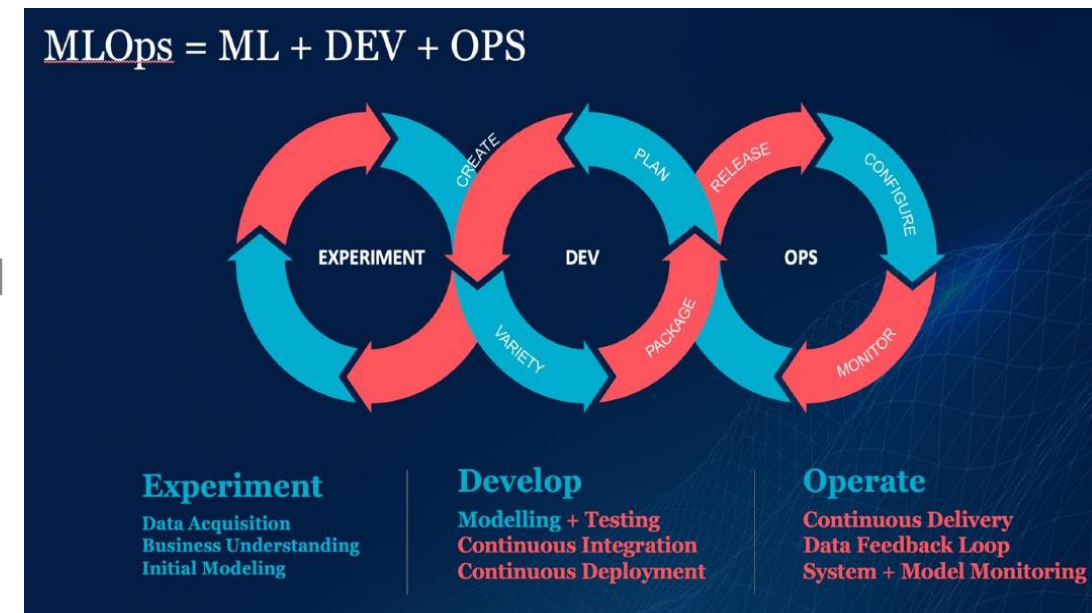 MLOps = ML + DEV + OPS
CREATE
PLAN
RELEASE
CONFIGURE
EXPERIMENT
DEV
OPS
VARIETY
PACKAGE
MONITOR
Experiment
Data Acquisition
Business Understanding
Initial Modeling
Develop
Modelling + Testing
Continuous Integration
Continuous Deployment
Operate
Continuous Delivery
Data Feedback Loop
System + Model Monitoring